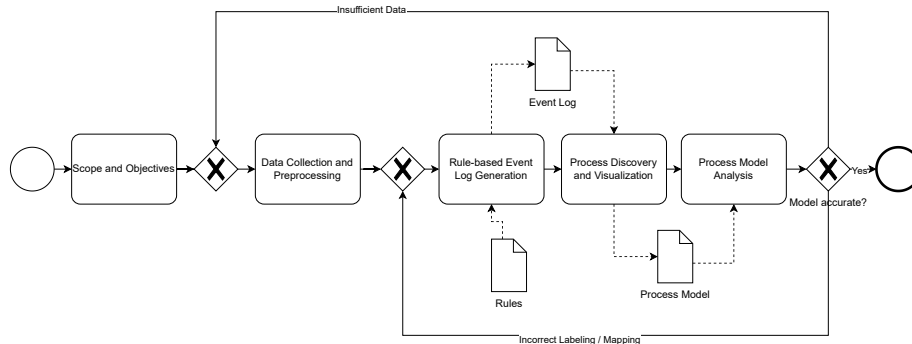 Insufficient Data
Event Log
Scope and Objectives
Data Collection and
Preprocessing
Rule-based Event
Log Generation
Process Discovery
and Visualization
Process Model
Analysis
Yes
Model accurate?
Rules
Process Model
Incorrect Labeling / Mapping